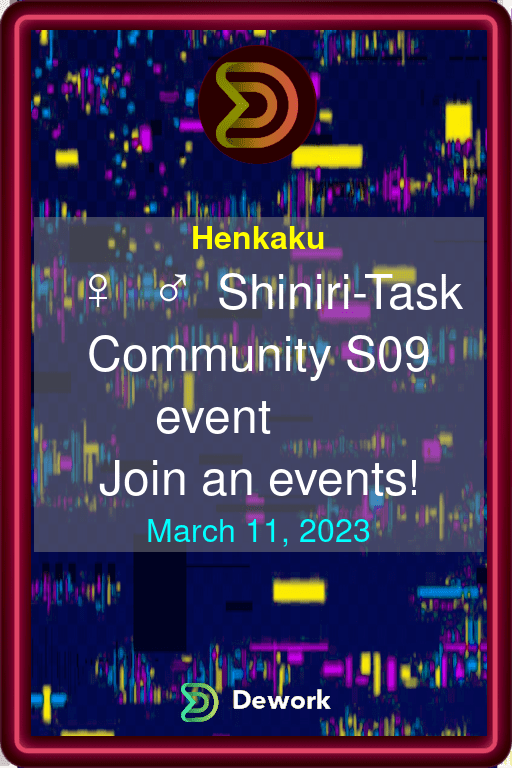 Henkaku
♀ ♂ Shiniri-Task
Community S09
event
Join an events!
March 11, 2023
Dework